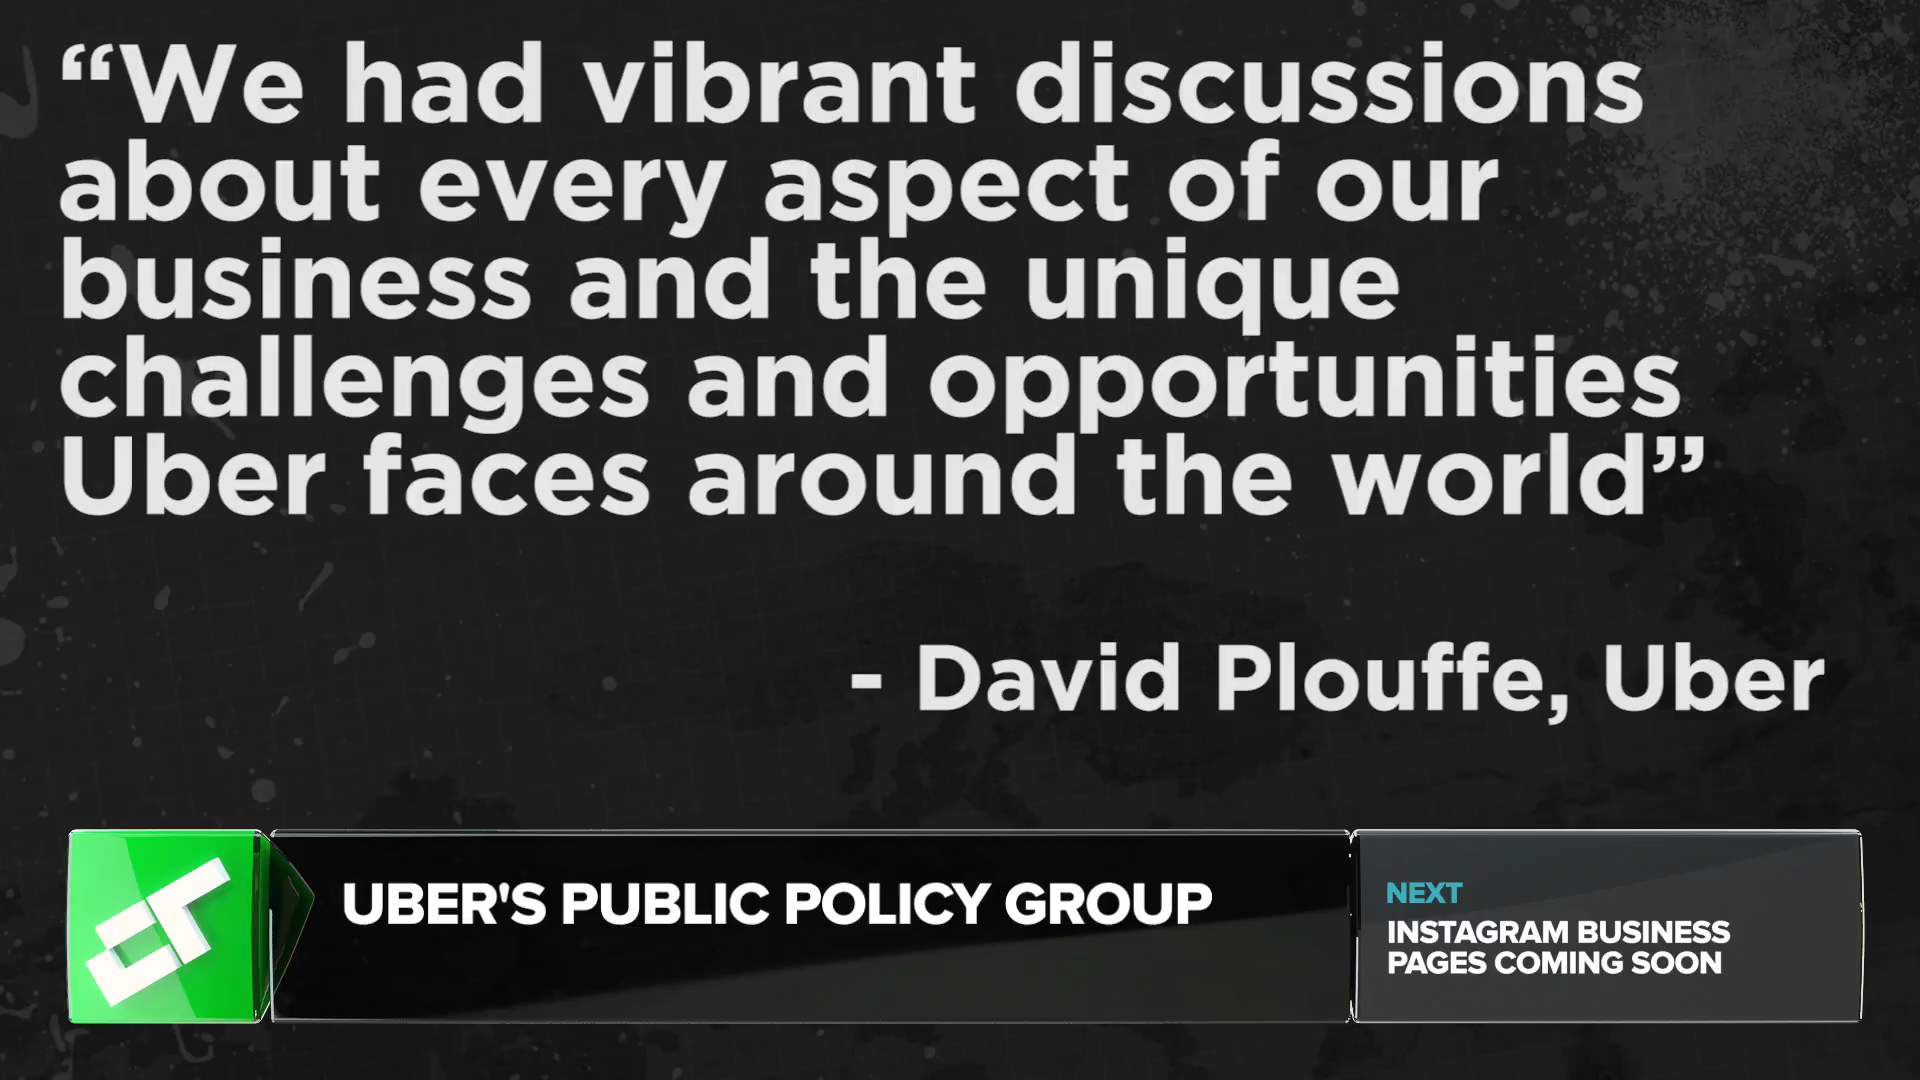 “We had vibrant discussions
about every aspect of our
business and the unique
challenges and opportunities
Uber faces around the world”
- David Plouffe, Uber
UBER'S PUBLIC POLICY GROUP
NEXT
INSTAGRAM BUSINESS
PAGES COMING SOON